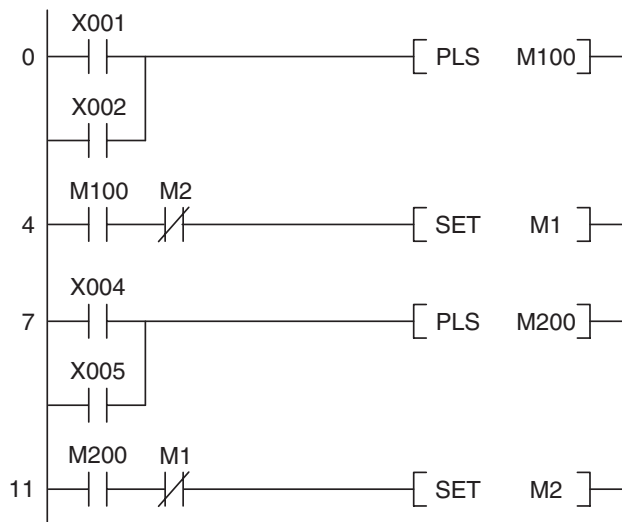 X001
0 PLS M100
X002
M100 M2
4 SET M1
X004
7 PLS M200
X005
M200 M1
11 SET M2